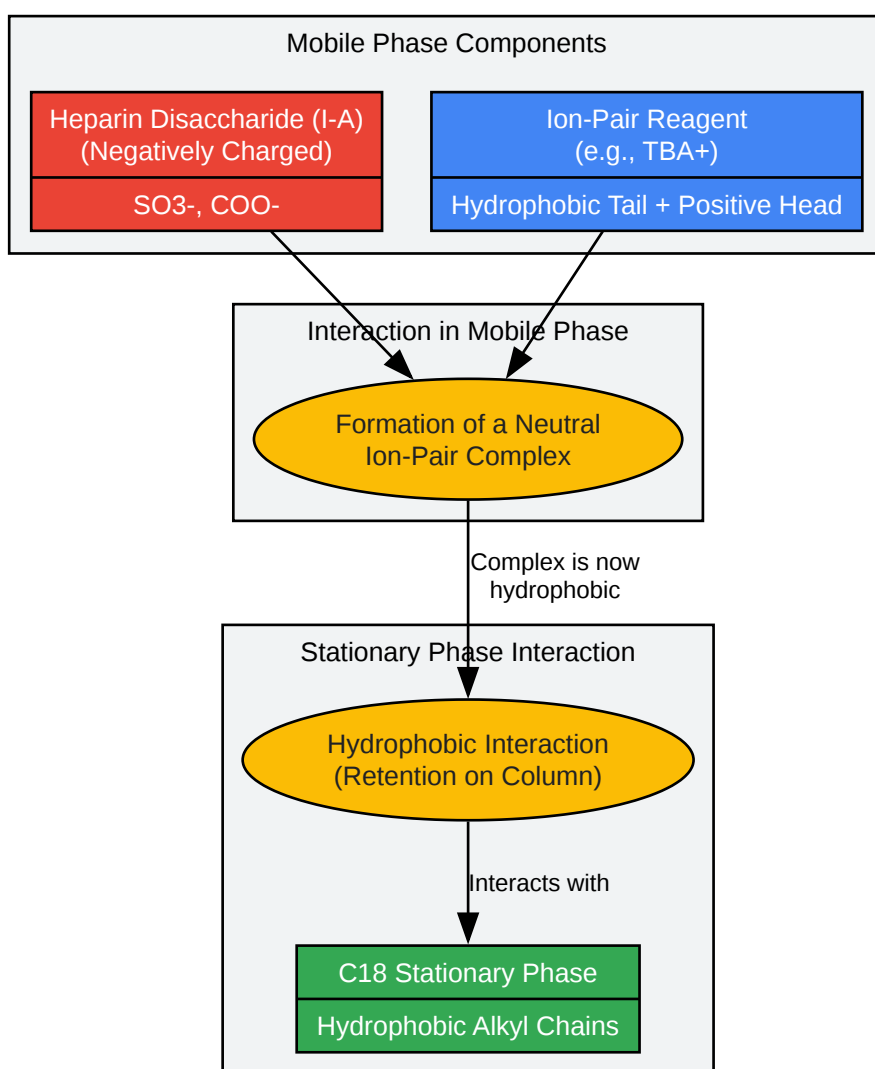 Mobile Phase Components
Heparin Disaccharide (I-A)
(Negatively Charged)
SO3-, COO-
Ion-Pair Reagent
(e.g., TBA+)
Hydrophobic Tail + Positive Head
Interaction in Mobile Phase
Formation of a Neutral
Ion-Pair Complex
Complex is now
hydrophobic
Stationary Phase Interaction
Hydrophobic Interaction
(Retention on Column)
Interacts with
C18 Stationary Phase
Hydrophobic Alkyl Chains